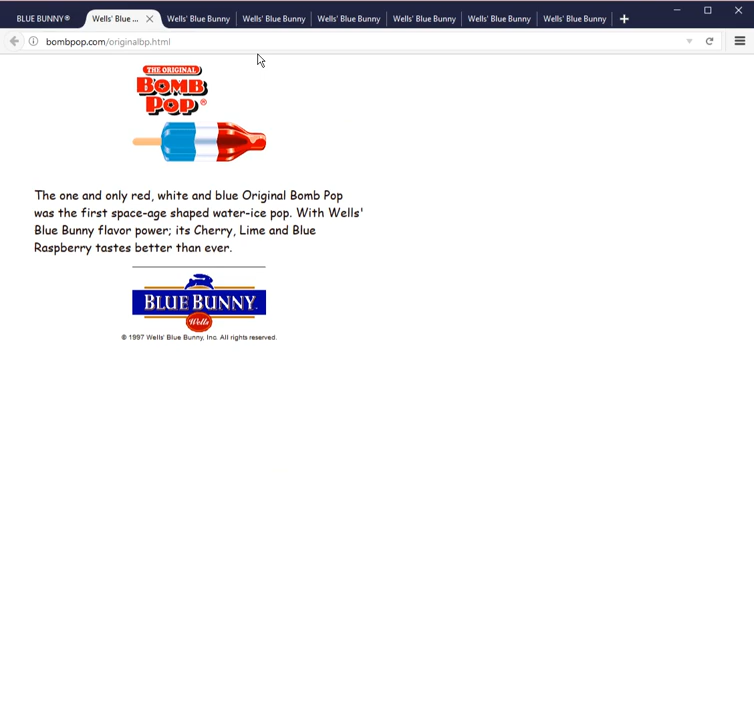 BLUE BUNNY®
Wells' Blue ...
Wells' Blue Bunny
Wells' Blue Bunny
Wells' Blue Bunny
Wells' Blue Bunny
Wells' Blue Bunny
Wells' Blue Bunny
bombpop.com/originalbp.html
THE ORIGINAL
BOMB
POP®
The one and only red, white and blue Original Bomb Pop
was the first space-age shaped water-ice pop. With Wells'
Blue Bunny flavor power; its Cherry, Lime and Blue
Raspberry tastes better than ever.
BLUE BUNNY.
Wells
© 1997 Wells' Blue Bunny, Inc. All rights reserved.